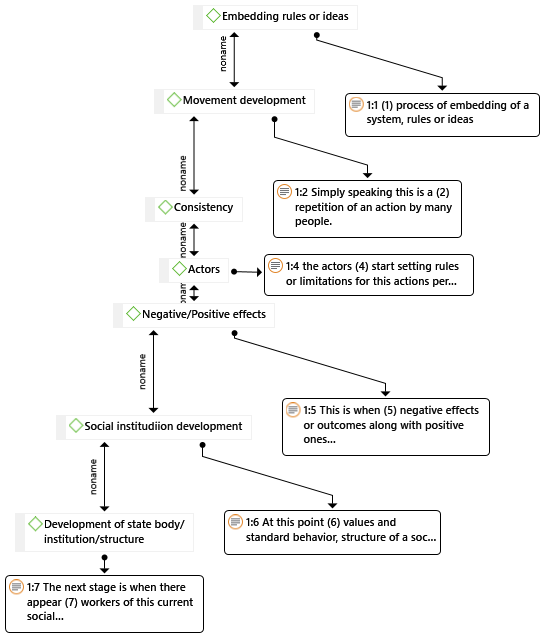 Embedding rules or ideas
noname
1:1 (1) process of embedding of a
system, rules or ideas
Movement development
noname
1:2 Simply speaking this is a (2)
repetition of an action by many
people.
Consistency
noname
Actors
1:4 the actors (4) start setting rules
or limitations for this actions per...
Negative/Positive effects
noname
1:5 This is when (5) negative effects
or outcomes along with positive
ones...
Social institudiion development
noname
1:6 At this point (6) values and
standard behavior, structure of a soc...
Development of state body/
institution/structure
1:7 The next stage is when there
appear (7) workers of this current
social...